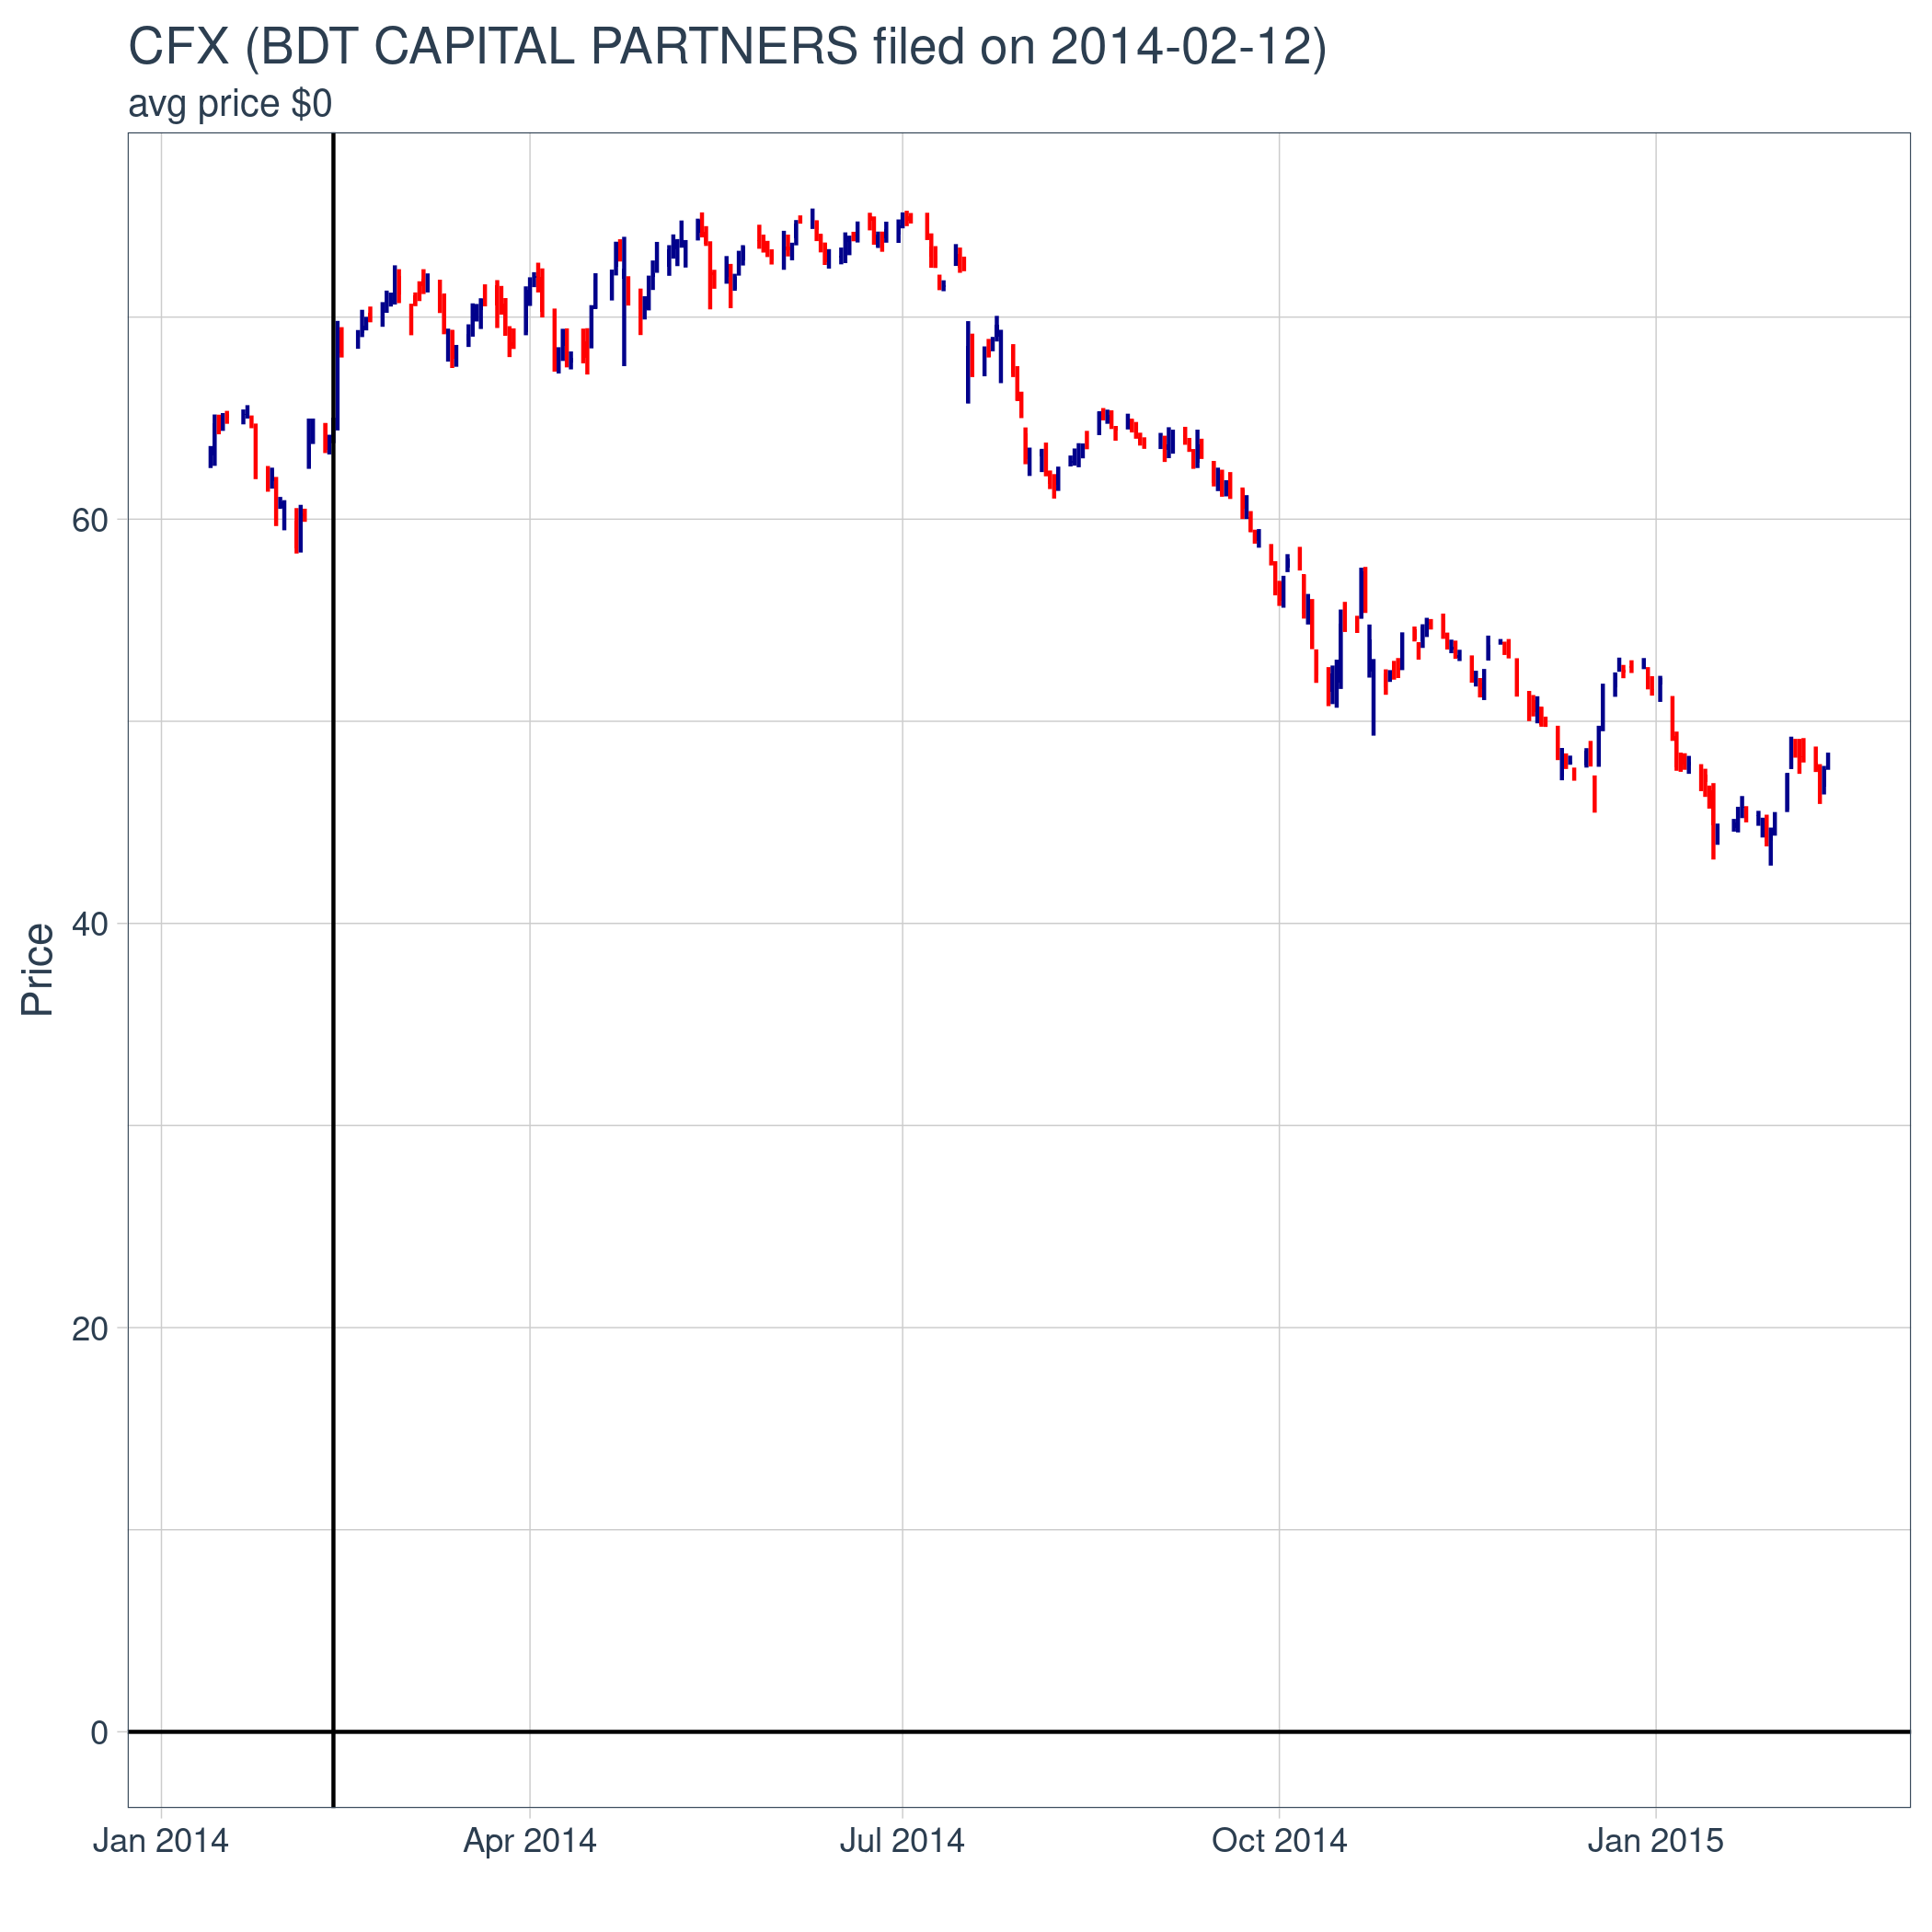 CFX (BDT CAPITAL PARTNERS filed on 2014-02-12)
avg price $0
Price
60
40
20
0
Jan 2014
Apr 2014
Jul 2014
Oct 2014
Jan 2015